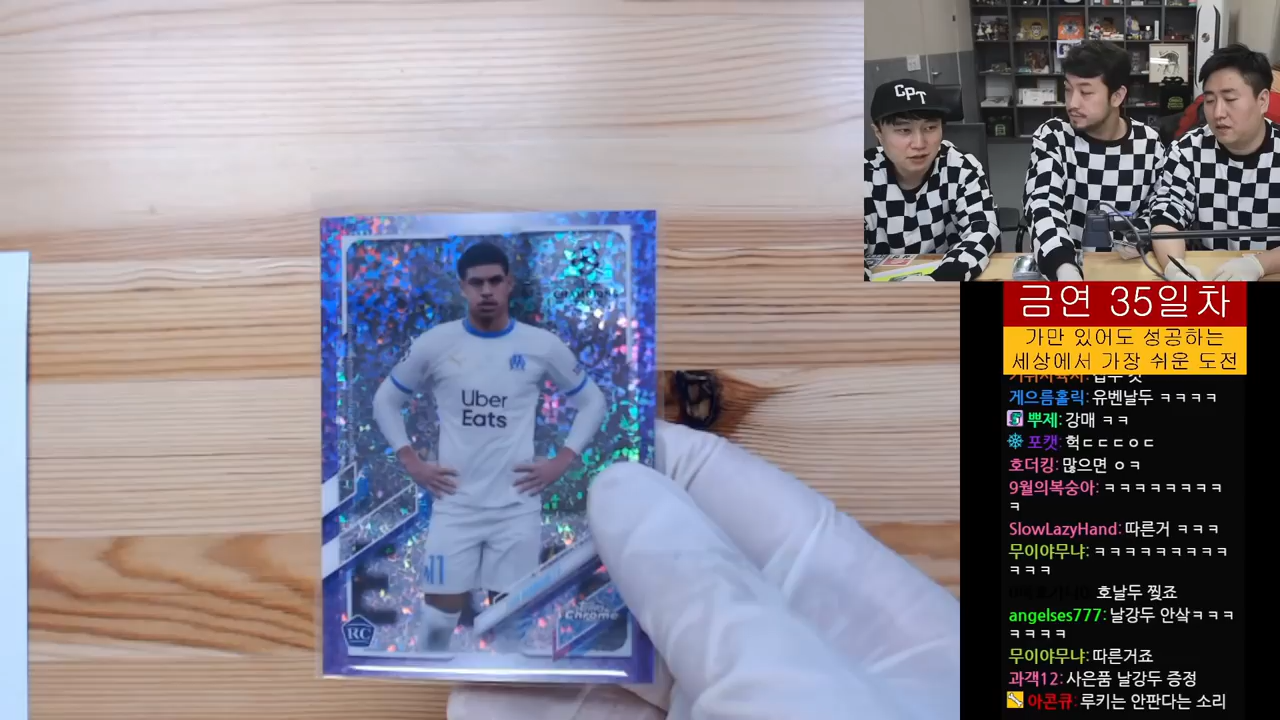 CPT
Uber
Eats
11
RC
Chrome
금연 35일차
가만 있어도 성공하는
세상에서 가장 쉬운 도전
게으름홀릭: 유벤날두 ㅋㅋㅋㅋ
뿌제: 강매 ㅋㅋ
포캣: 헉ㄷㄷㄷㅇㄷ
호더킹: 많으면 ㅇㅋ
9월의복숭아: ㅋㅋㅋㅋㅋㅋㅋㅋ
ㅋ
SlowLazyHand: 따른거 ㅋㅋㅋ
무이야무냐: ㅋㅋㅋㅋㅋㅋㅋㅋㅋ
ㅋㅋㅋㅋ
호날두 찢죠
angelses777: 날강두 안삼ㅋㅋㅋ
ㅋㅋㅋㅋ
무이야무냐: 따른거죠
과객12: 사은품 날강두 증정
아콘큐: 루키는 안판다는 소리